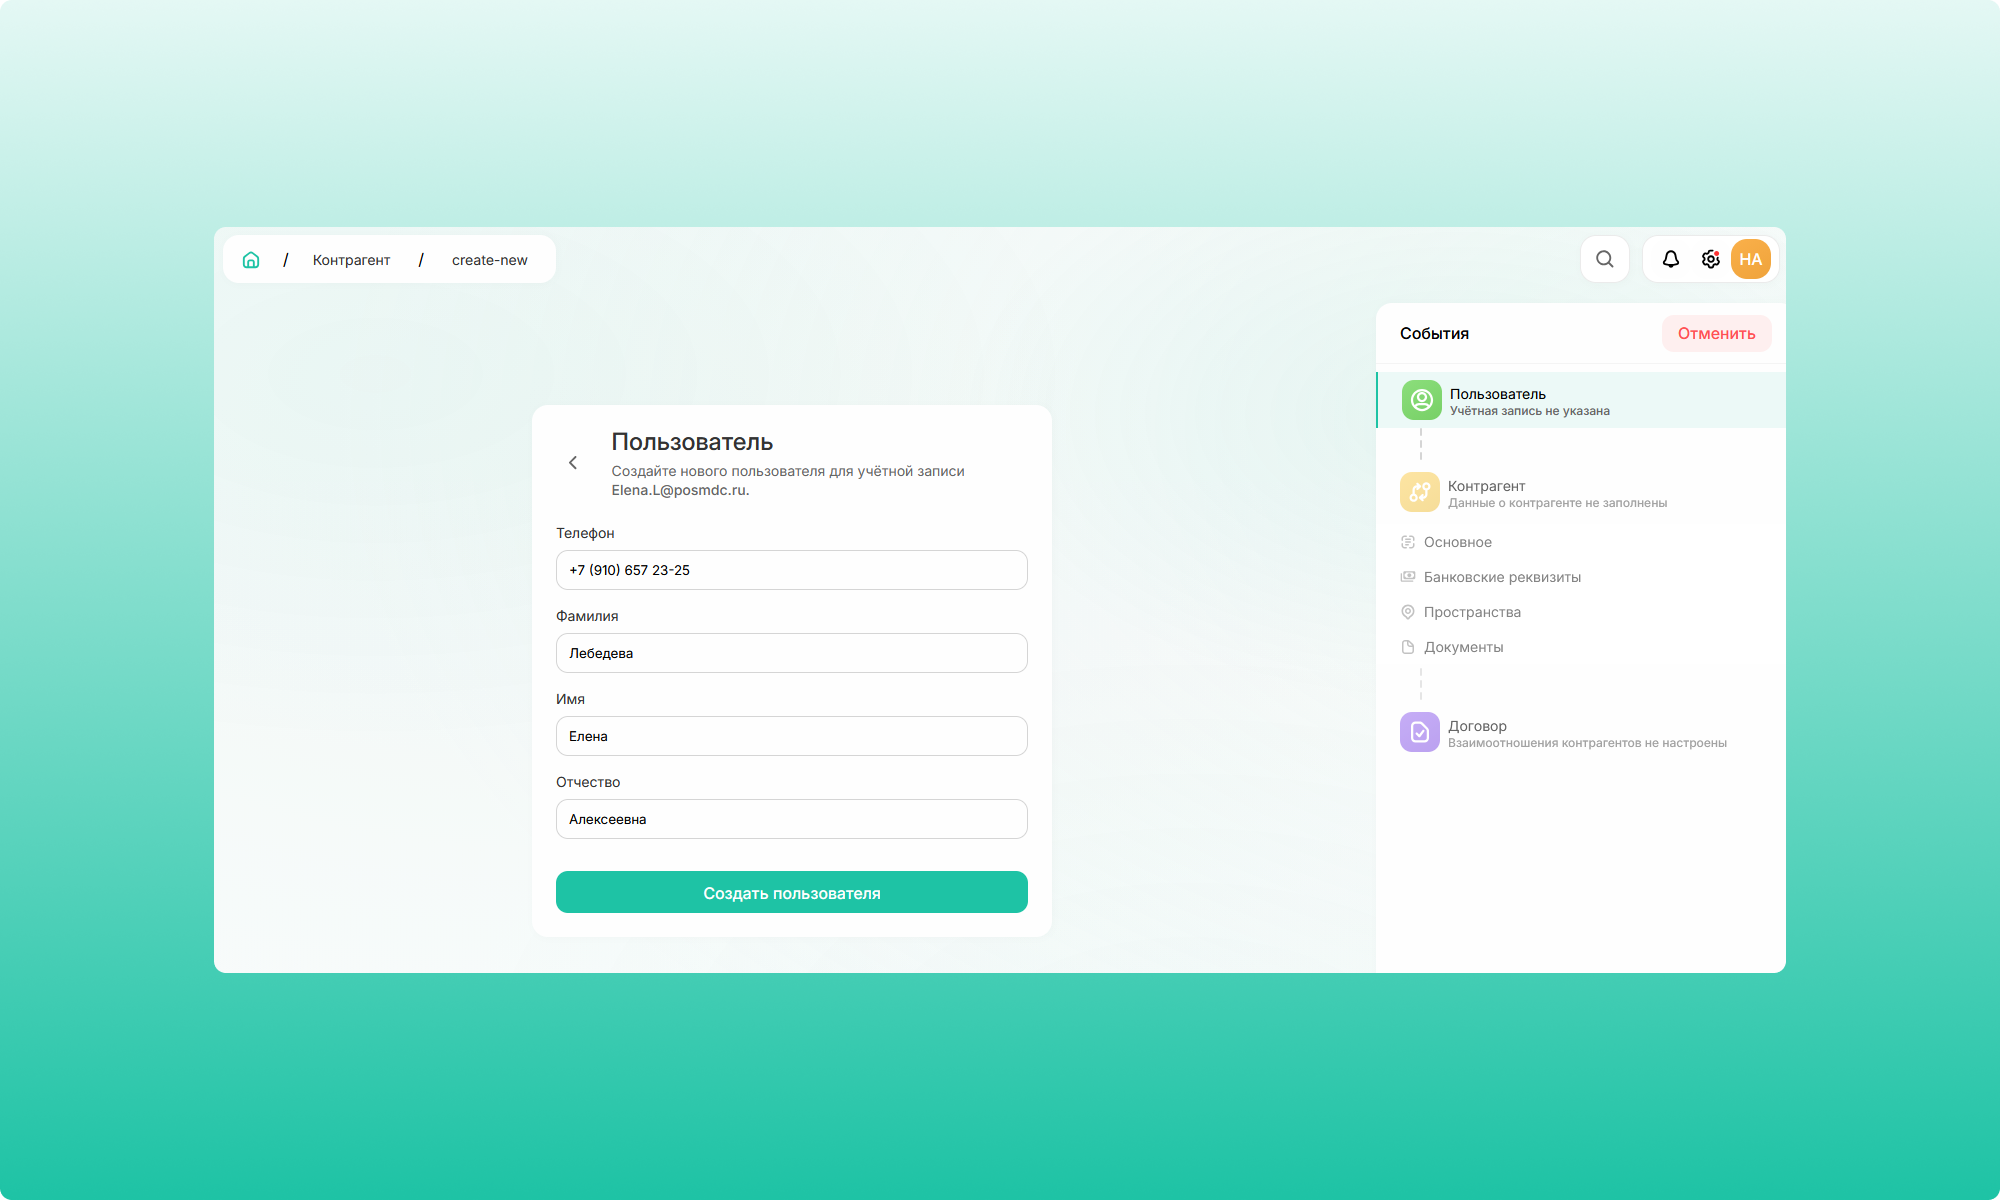 / Контрагент / create-new
НА
События
Отменить
Пользователь
Учётная запись не указана
Контрагент
Данные о контрагенте не заполнены
Основное
Банковские реквизиты
Пространства
Документы
Договор
Взаимоотношения контрагентов не настроены
Пользователь
Создайте нового пользователя для учётной записи
Elena.L@posmdc.ru.
Телефон
+7 (910) 657 23-25
Фамилия
Лебедева
Имя
Елена
Отчество
Алексеевна
Создать пользователя